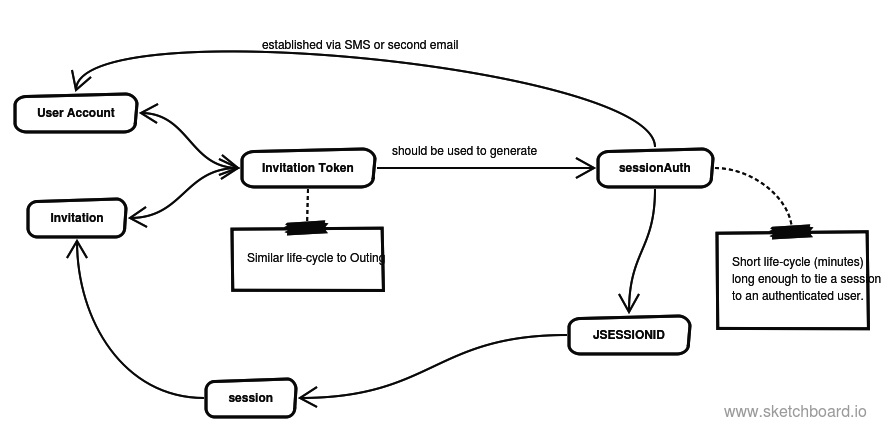 established via SMS or second email
User Account
should be used to generate
Invitation Token
sessionAuth
Invitation
Similar life-cycle to Outing
Short life-cycle (minutes)
long enough to tie a session
to an authenticated user.
JSESSIONID
session
www.sketchboard.io